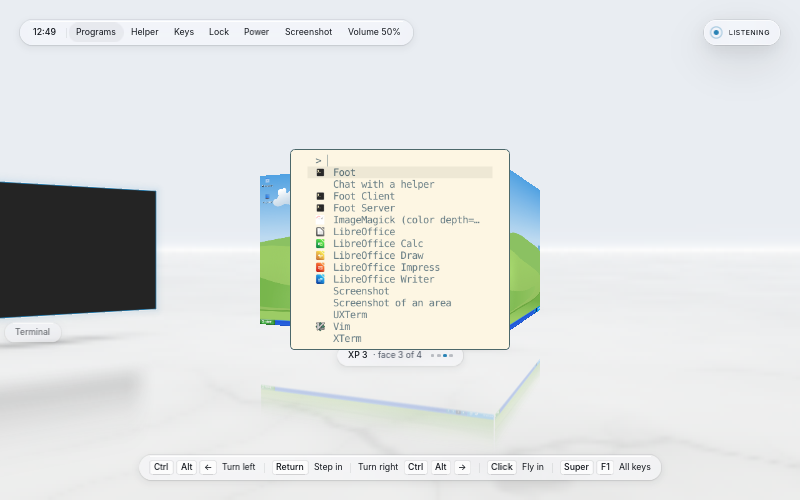 12:49 Programs Helper Keys Lock Power Screenshot Volume 50%
LISTENING
>
Foot
Chat with a helper
Foot Client
Foot Server
ImageMagick (color depth=…
LibreOffice
LibreOffice Calc
LibreOffice Draw
LibreOffice Impress
LibreOffice Writer
Screenshot
Screenshot of an area
UXTerm
Vim
XTerm
Terminal
XP 3 · face 3 of 4
Ctrl Alt ← Turn left Return Step in Turn right Ctrl Alt → Click Fly in Super F1 All keys